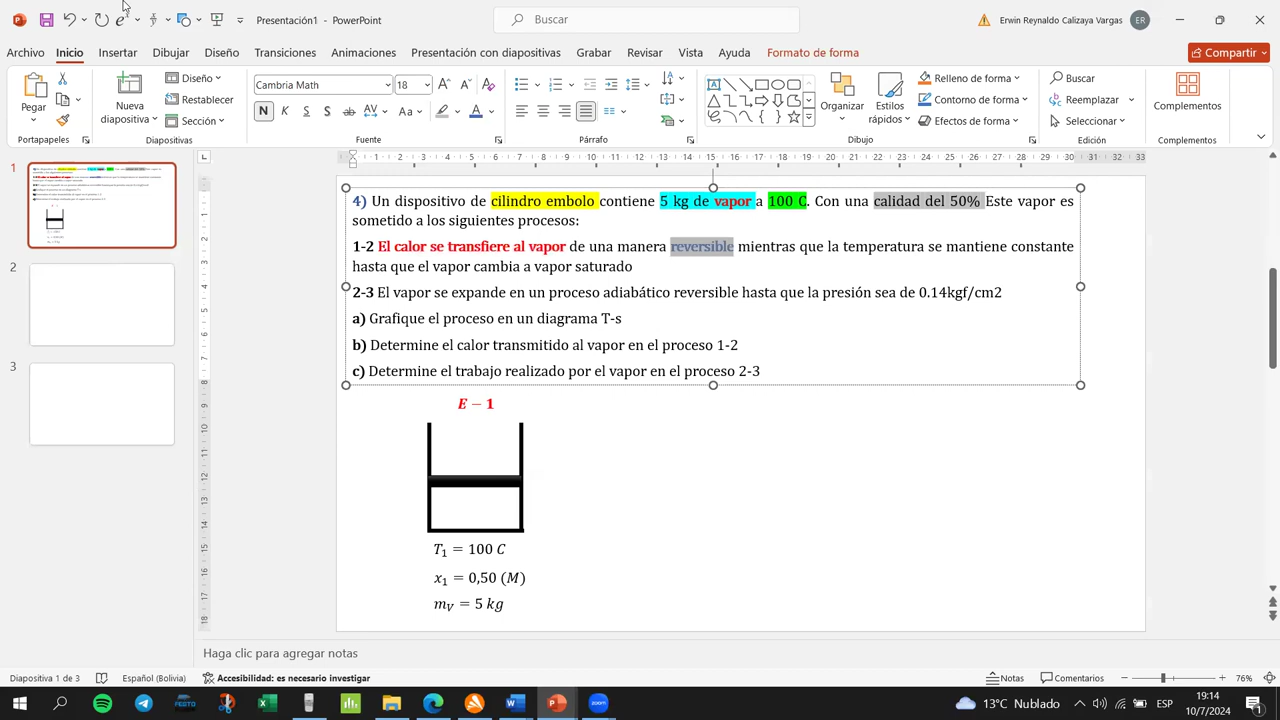 Presentación1 - PowerPoint
Buscar
Erwin Reynaldo Calizaya Vargas
ER
Archivo Inicio Insertar Dibujar Diseño Transiciones Animaciones Presentación con diapositivas Grabar Revisar Vista Ayuda Formato de forma
Compartir
Pegar
Portapapeles
Nueva diapositiva
Diseño
Restablecer
Sección
Diapositivas
Cambria Math 18
N K S ab AV Aa A
Fuente
Párrafo
Organizar
Estilos rápidos
Relleno de forma
Contorno de forma
Efectos de forma
Dibujo
Buscar
Reemplazar
Seleccionar
Edición
Complementos
Complementos
1
2
3
4) Un dispositivo de cilindro embolo contiene 5 kg de vapor a 100 C. Con una calidad del 50% Este vapor es
sometido a los siguientes procesos:
1-2 El calor se transfiere al vapor de una manera reversible mientras que la temperatura se mantiene constante
hasta que el vapor cambia a vapor saturado
2-3 El vapor se expande en un proceso adiabático reversible hasta que la presión sea de 0.14kgf/cm2
a) Grafique el proceso en un diagrama T-s
b) Determine el calor transmitido al vapor en el proceso 1-2
c) Determine el trabajo realizado por el vapor en el proceso 2-3
E − 1
T₁ = 100 C
x₁ = 0,50 (M)
m_V = 5 kg
Haga clic para agregar notas
Diapositiva 1 de 3 Español (Bolivia) Accesibilidad: es necesario investigar Notas Comentarios 76%
13°C Nublado ESP 19:14
10/7/2024